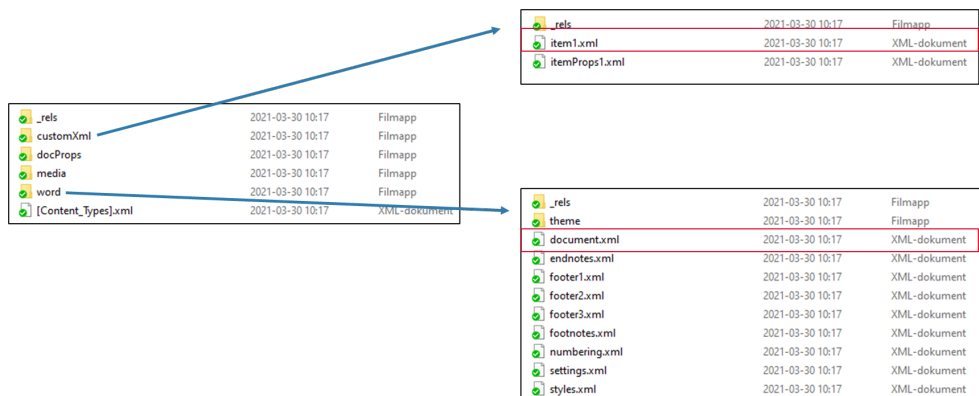 _rels 2021-03-30 10:17 Filmapp
item1.xml 2021-03-30 10:17 XML-dokument
itemProps1.xml 2021-03-30 10:17 XML-dokument
_rels 2021-03-30 10:17 Filmapp
customXml 2021-03-30 10:17 Filmapp
docProps 2021-03-30 10:17 Filmapp
media 2021-03-30 10:17 Filmapp
word 2021-03-30 10:17 Filmapp
[Content_Types].xml 2021-03-30 10:17 XML-dokument
_rels 2021-03-30 10:17 Filmapp
theme 2021-03-30 10:17 Filmapp
document.xml 2021-03-30 10:17 XML-dokument
endnotes.xml 2021-03-30 10:17 XML-dokument
footer1.xml 2021-03-30 10:17 XML-dokument
footer2.xml 2021-03-30 10:17 XML-dokument
footer3.xml 2021-03-30 10:17 XML-dokument
footnotes.xml 2021-03-30 10:17 XML-dokument
numbering.xml 2021-03-30 10:17 XML-dokument
settings.xml 2021-03-30 10:17 XML-dokument
styles.xml 2021-03-30 10:17 XML-dokument